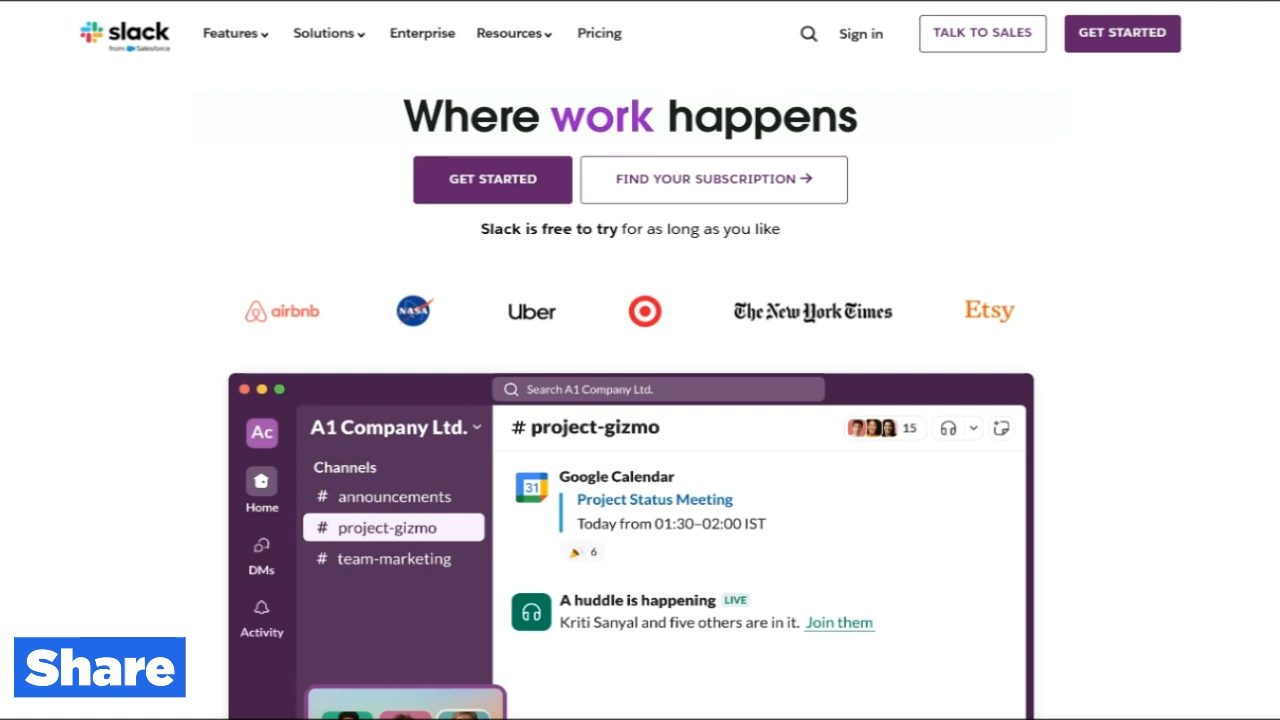 slack
from Salesforce
Features Solutions Enterprise Resources Pricing
Sign in
TALK TO SALES
GET STARTED
Where work happens
GET STARTED
FIND YOUR SUBSCRIPTION →
Slack is free to try for as long as you like
airbnb
NASA
Uber
The New York Times
Etsy
Search A1 Company Ltd.
Ac
Home
DMs
Activity
A1 Company Ltd.
Channels
# announcements
# project-gizmo
# team-marketing
# project-gizmo
15
31
Google Calendar
Project Status Meeting
Today from 01:30–02:00 IST
6
A huddle is happening LIVE
Kriti Sanyal and five others are in it. Join them
Share